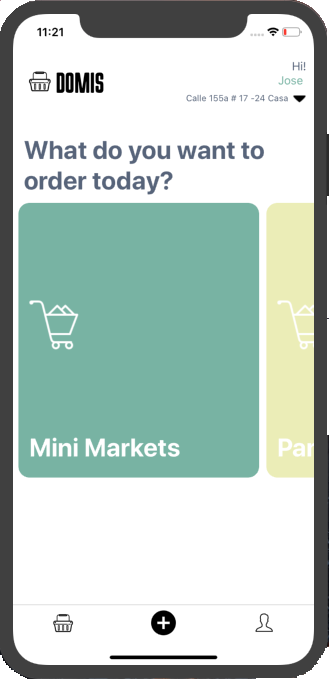 11:21
DOMIS
Hi!
Jose
Calle 155a # 17 -24 Casa
What do you want to
order today?
Mini Markets
Par